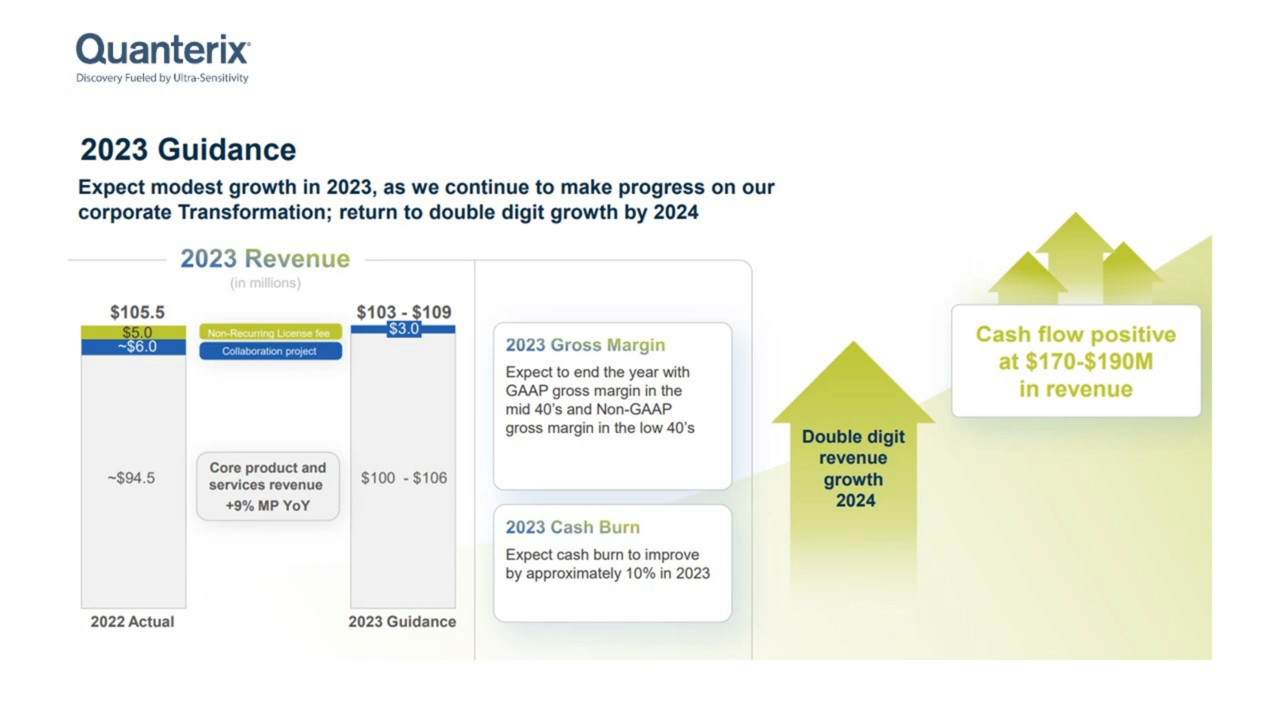 Quanterix®
Discovery Fueled by Ultra-Sensitivity
2023 Guidance
Expect modest growth in 2023, as we continue to make progress on our
corporate Transformation; return to double digit growth by 2024
2023 Revenue
(in millions)
$105.5
$5.0
~$6.0
~$94.5
2022 Actual
Non-Recurring License fee
Collaboration project
Core product and
services revenue
+9% MP YoY
$103 - $109
$3.0
$100 - $106
2023 Guidance
2023 Gross Margin
Expect to end the year with
GAAP gross margin in the
mid 40's and Non-GAAP
gross margin in the low 40's
2023 Cash Burn
Expect cash burn to improve
by approximately 10% in 2023
Double digit
revenue
growth
2024
Cash flow positive
at $170-$190M
in revenue